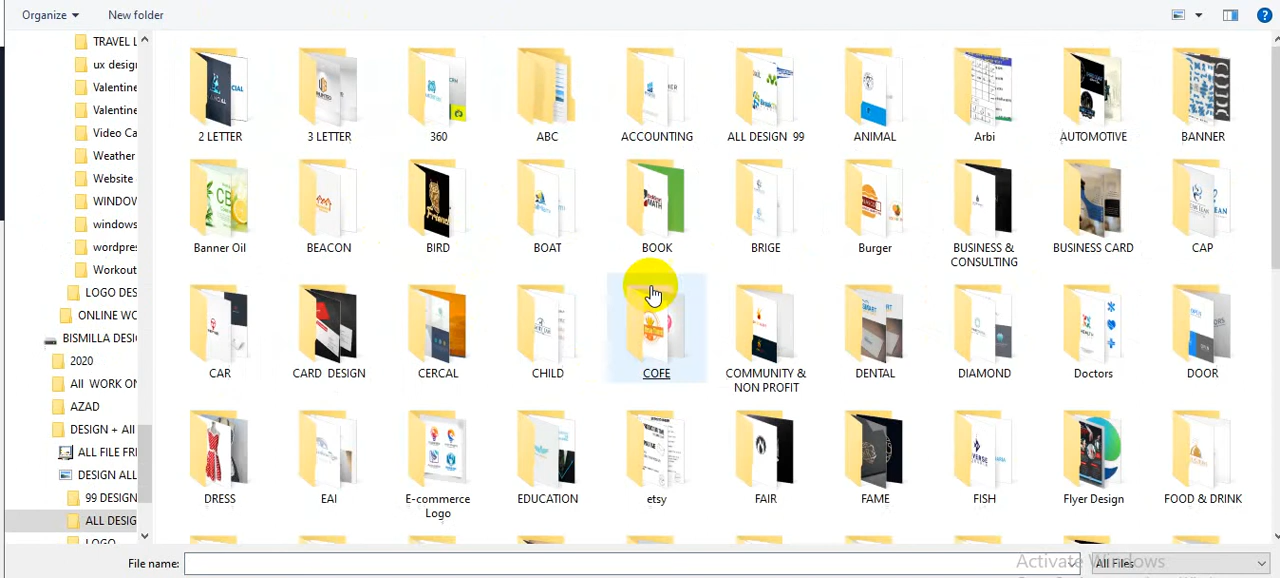 Organize
New folder
TRAVEL L
ux desig
Valentine
Valentine
Video Ca
Weather
Website
WINDOW
windows
wordpres
Workout
LOGO DES
ONLINE WO
BISMILLA DESI
2020
All WORK ON
AZAD
DESIGN + All
ALL FILE FRI
DESIGN ALL
99 DESIGN
ALL DESIG
LOGO
2 LETTER
3 LETTER
360
ABC
ACCOUNTING
ALL DESIGN 99
ANIMAL
Arbi
AUTOMOTIVE
BANNER
Banner Oil
BEACON
BIRD
BOAT
BOOK
BRIGE
Burger
BUSINESS &
CONSULTING
BUSINESS CARD
CAP
CAR
CARD DESIGN
CERCAL
CHILD
COFE
COMMUNITY &
NON PROFIT
DENTAL
DIAMOND
Doctors
DOOR
DRESS
EAI
E-commerce
Logo
EDUCATION
etsy
FAIR
FAME
FISH
Flyer Design
FOOD & DRINK
File name:
All Files
Activate Windows